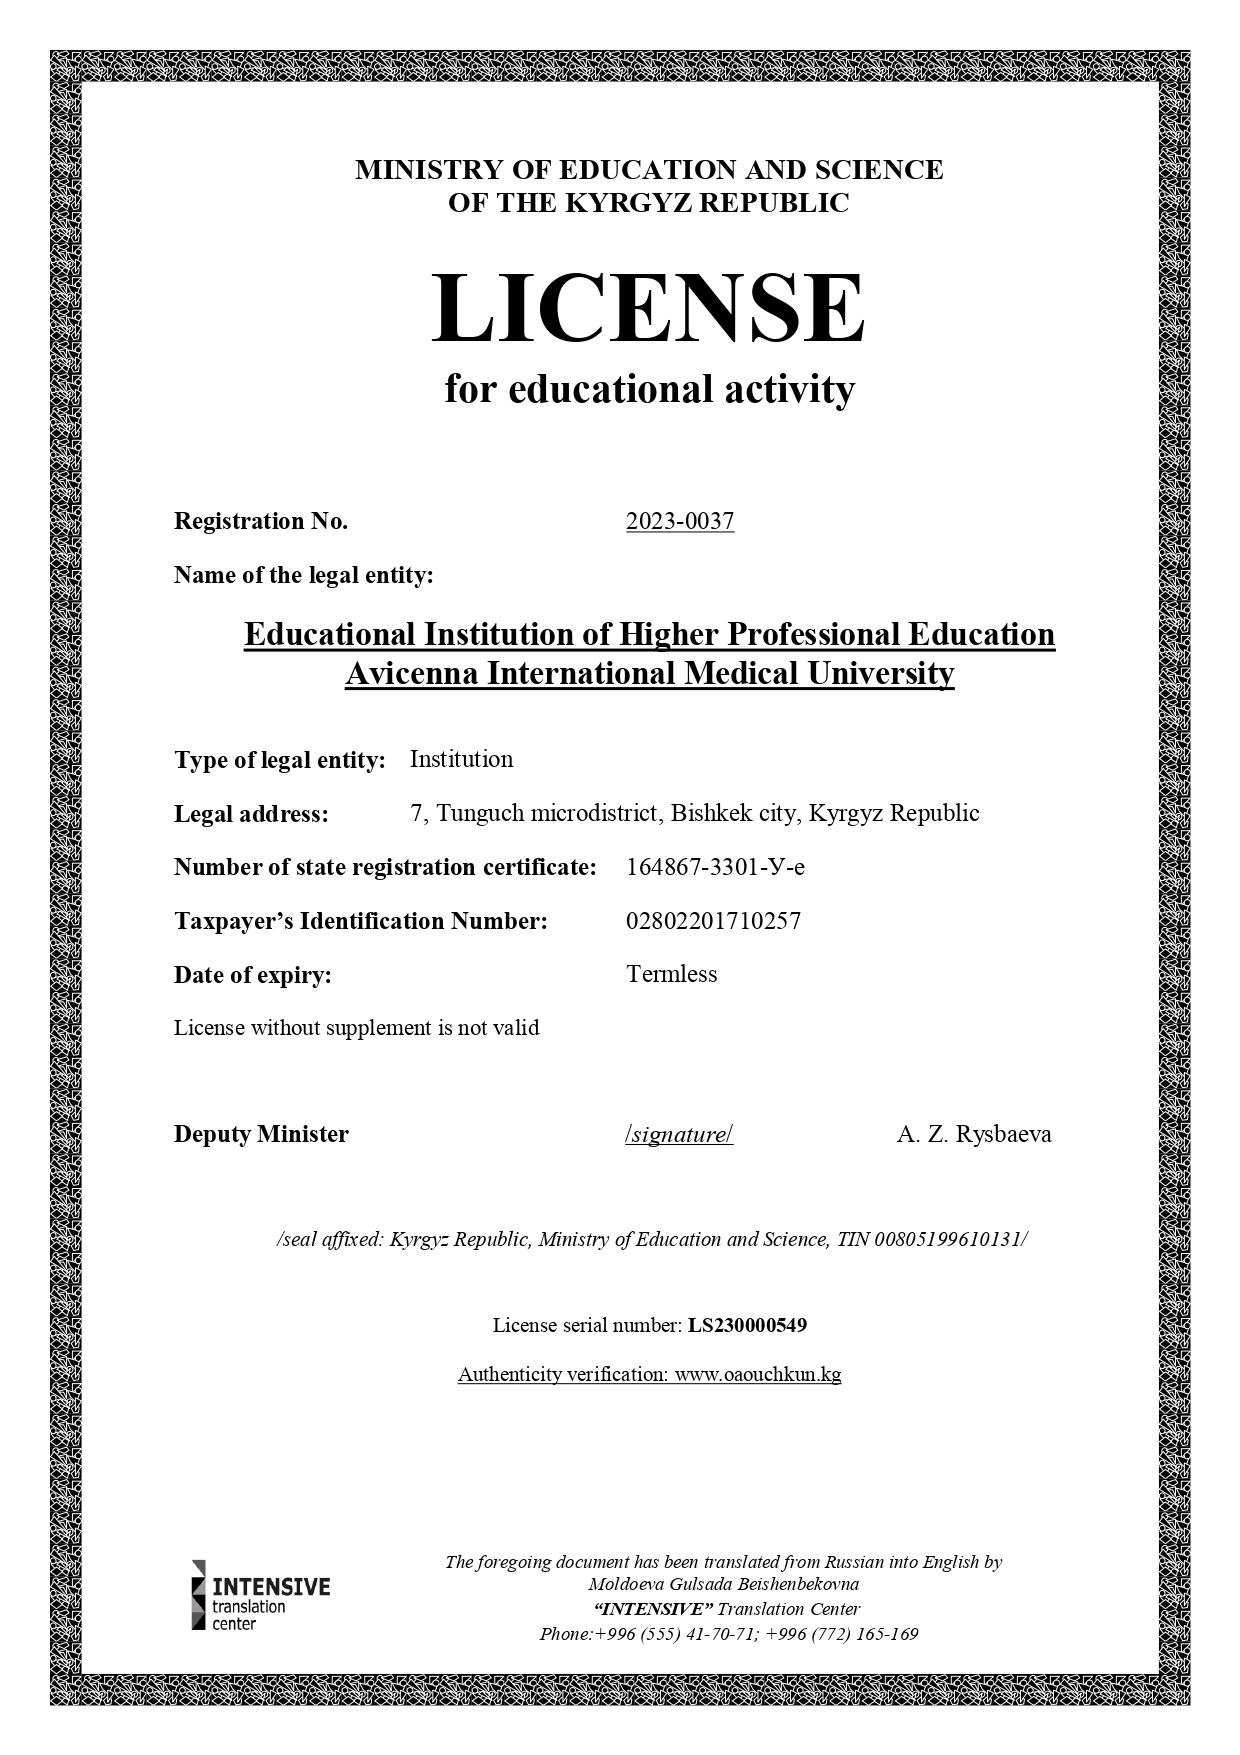 MINISTRY OF EDUCATION AND SCIENCE
OF THE KYRGYZ REPUBLIC
LICENSE
for educational activity
Registration No. 2023-0037
Name of the legal entity:
Educational Institution of Higher Professional Education
Avicenna International Medical University
Type of legal entity: Institution
Legal address: 7, Tunguch microdistrict, Bishkek city, Kyrgyz Republic
Number of state registration certificate: 164867-3301-У-е
Taxpayer’s Identification Number: 02802201710257
Date of expiry: Termless
License without supplement is not valid
Deputy Minister /signature/ A. Z. Rysbaeva
/seal affixed: Kyrgyz Republic, Ministry of Education and Science, TIN 00805199610131/
License serial number: LS230000549
Authenticity verification: www.oaouchkun.kg
INTENSIVE
translation
center
The foregoing document has been translated from Russian into English by
Moldoeva Gulsada Beishenbekovna
“INTENSIVE” Translation Center
Phone:+996 (555) 41-70-71; +996 (772) 165-169